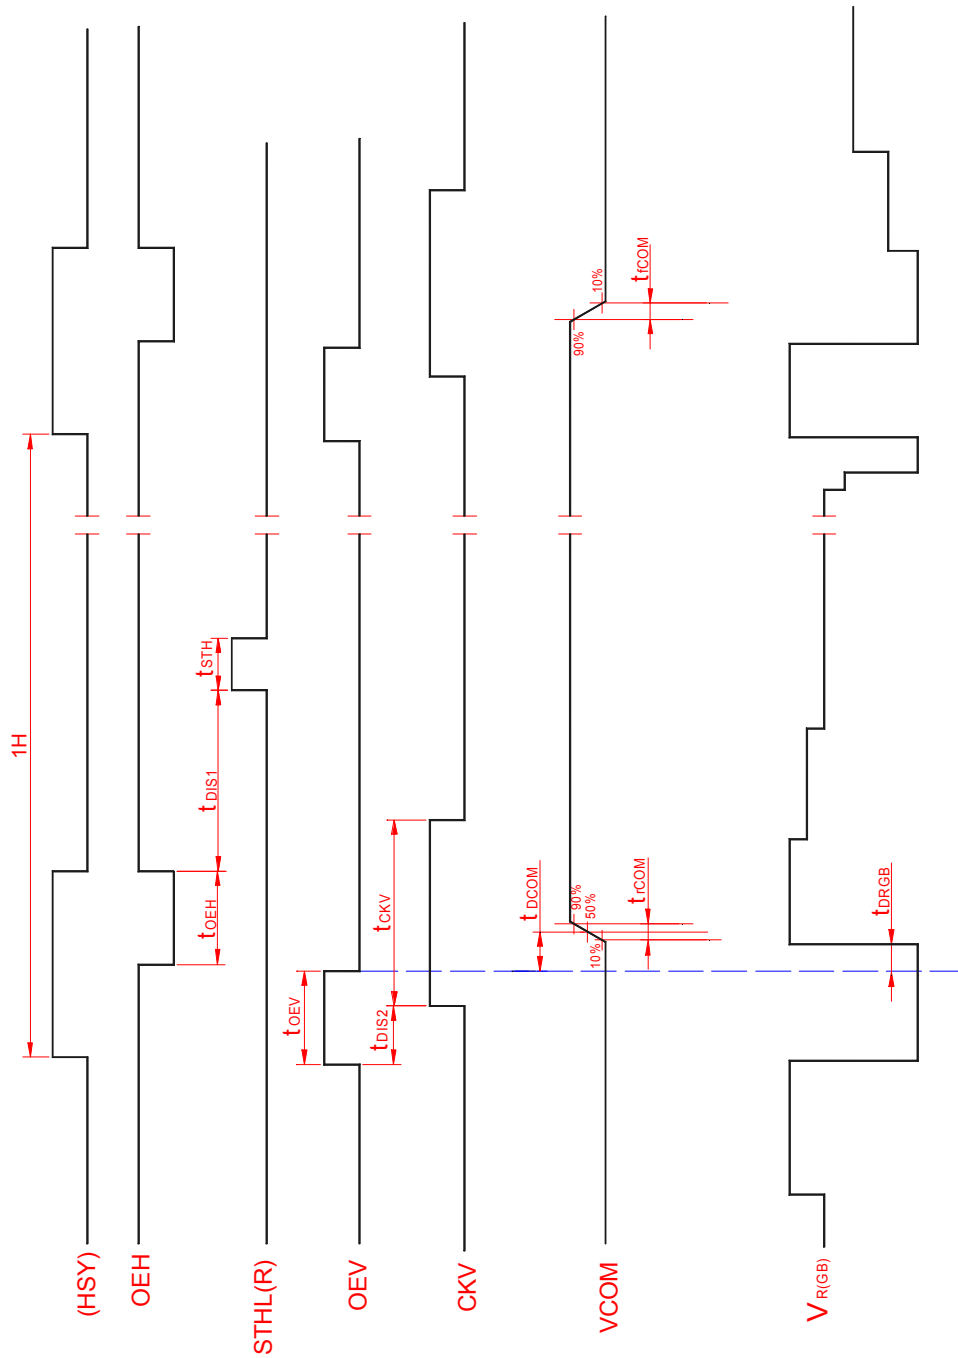 (HSY)
1H
OEH
tOEH
tDIS1
STHL(R)
tSTH
OEV
tOEV
CKV
tDIS2
tCKV
VCOM
tDCOM
10%
50%
90%
trCOM
90%
10%
tfCOM
VR(GB)
tDRGB